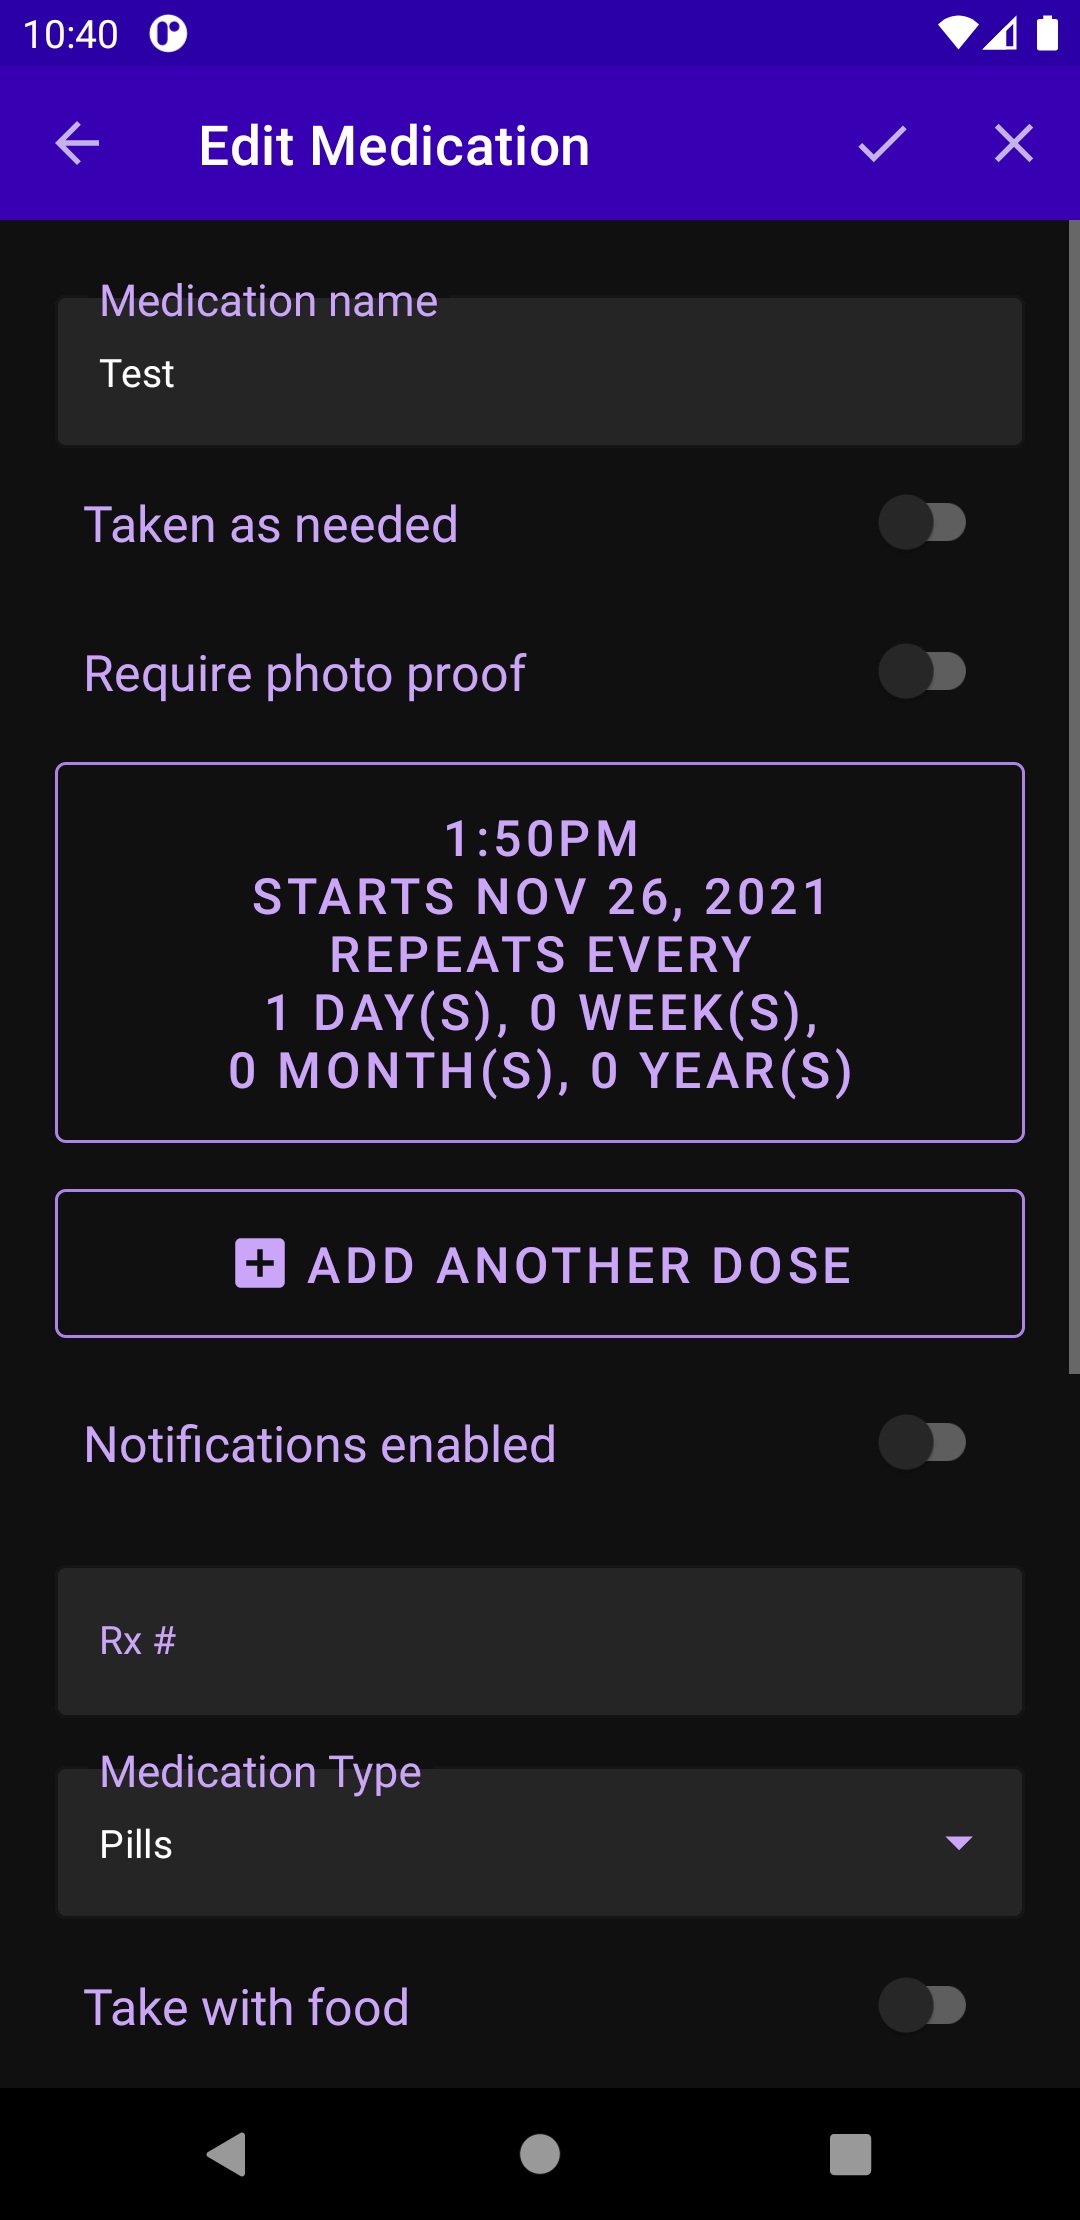 10:40
Edit Medication
Medication name
Test
Taken as needed
Require photo proof
1:50PM
STARTS NOV 26, 2021
REPEATS EVERY
1 DAY(S), 0 WEEK(S),
0 MONTH(S), 0 YEAR(S)
ADD ANOTHER DOSE
Notifications enabled
Rx #
Medication Type
Pills
Take with food